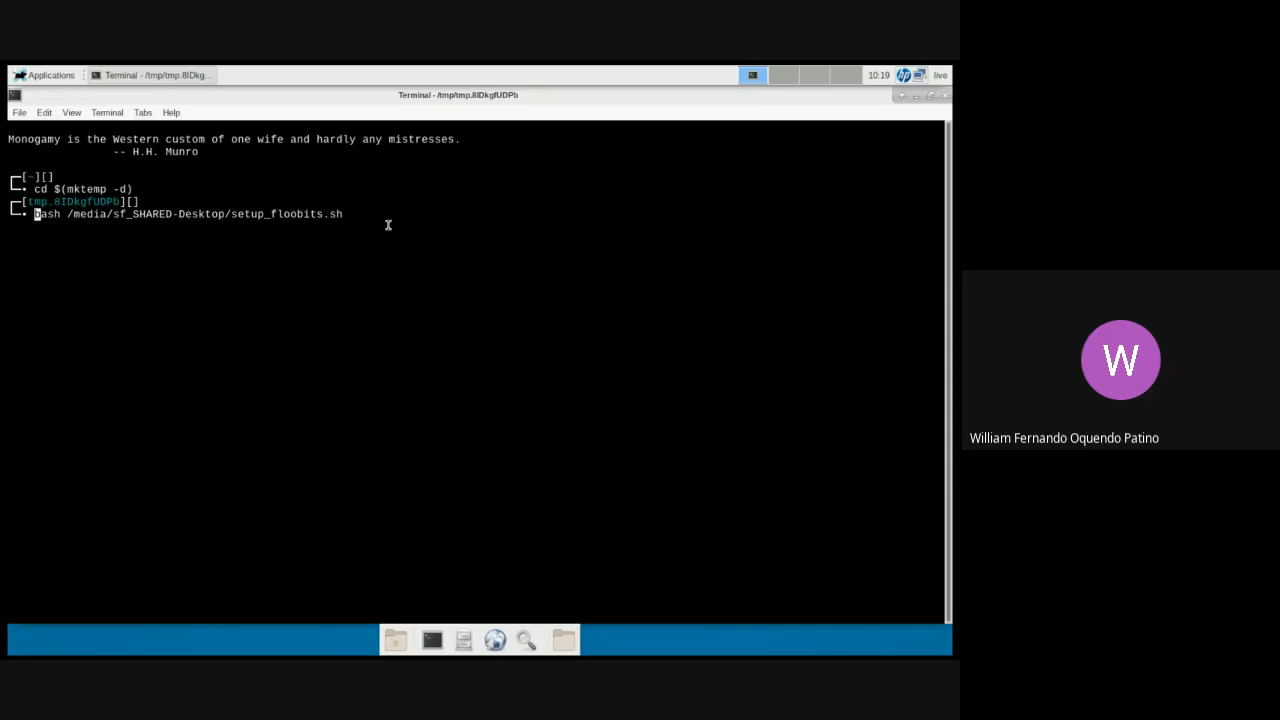 Applications
Terminal - /tmp/tmp.8IDkg...
10:19
hp
live
Terminal - /tmp/tmp.8IDkgfUDPb
File Edit View Terminal Tabs Help
Monogamy is the Western custom of one wife and hardly any mistresses.
-- H.H. Munro
[~][]
cd $(mktemp -d)
[tmp.8IDkgfUDPb][]
bash /media/sf_SHARED-Desktop/setup_floobits.sh
W
William Fernando Oquendo Patino